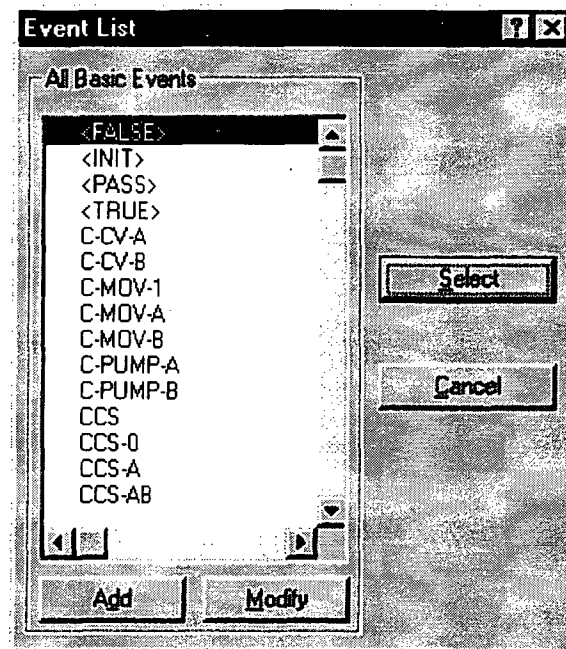 Event List
All Basic Events
<FALSE>
<INIT>
<PASS>
<TRUE>
C-CV-A
C-CV-B
C-MOV-1
C-MOV-A
C-MOV-B
C-PUMP-A
C-PUMP-B
CCS
CCS-0
CCS-A
CCS-AB
Select
Cancel
Add
Modify